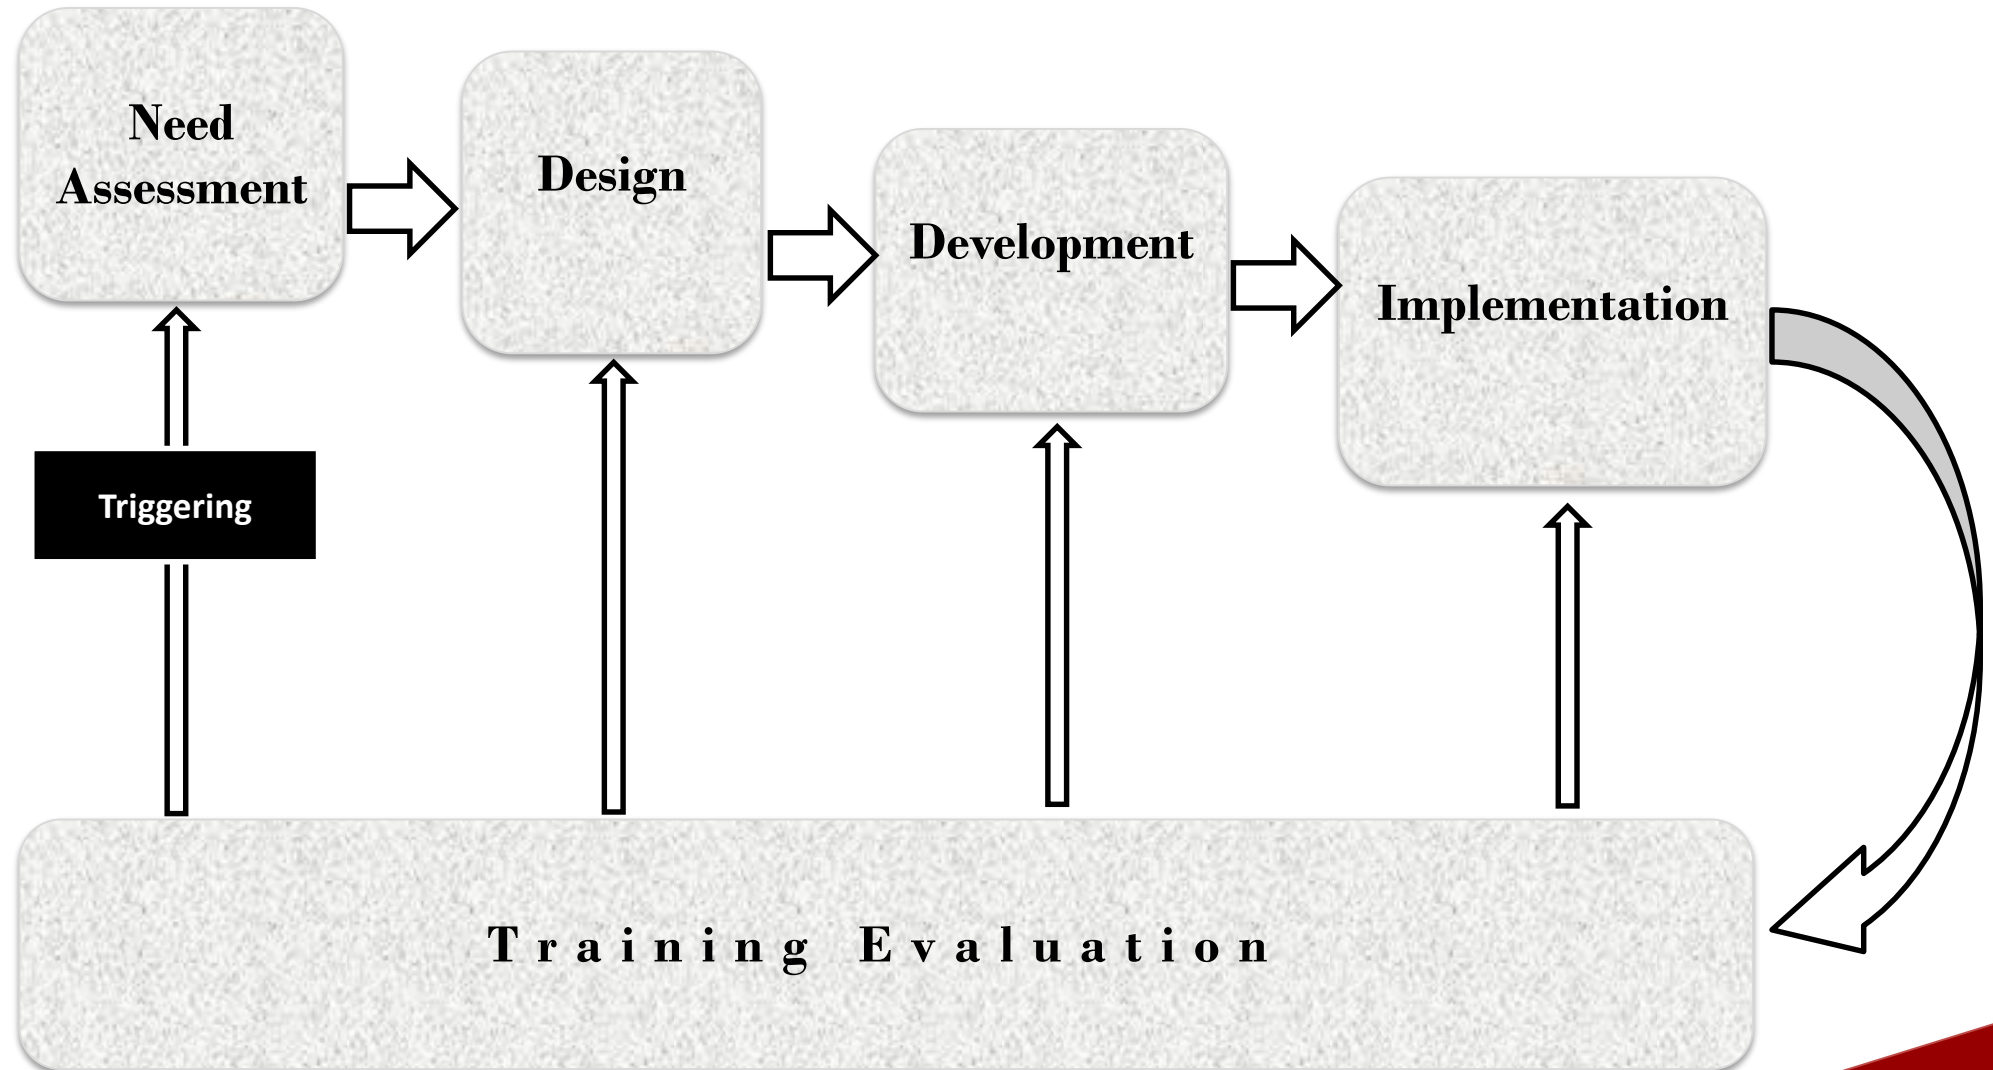 Need
Assessment
Design
Development
Implementation
Triggering
Training Evaluation